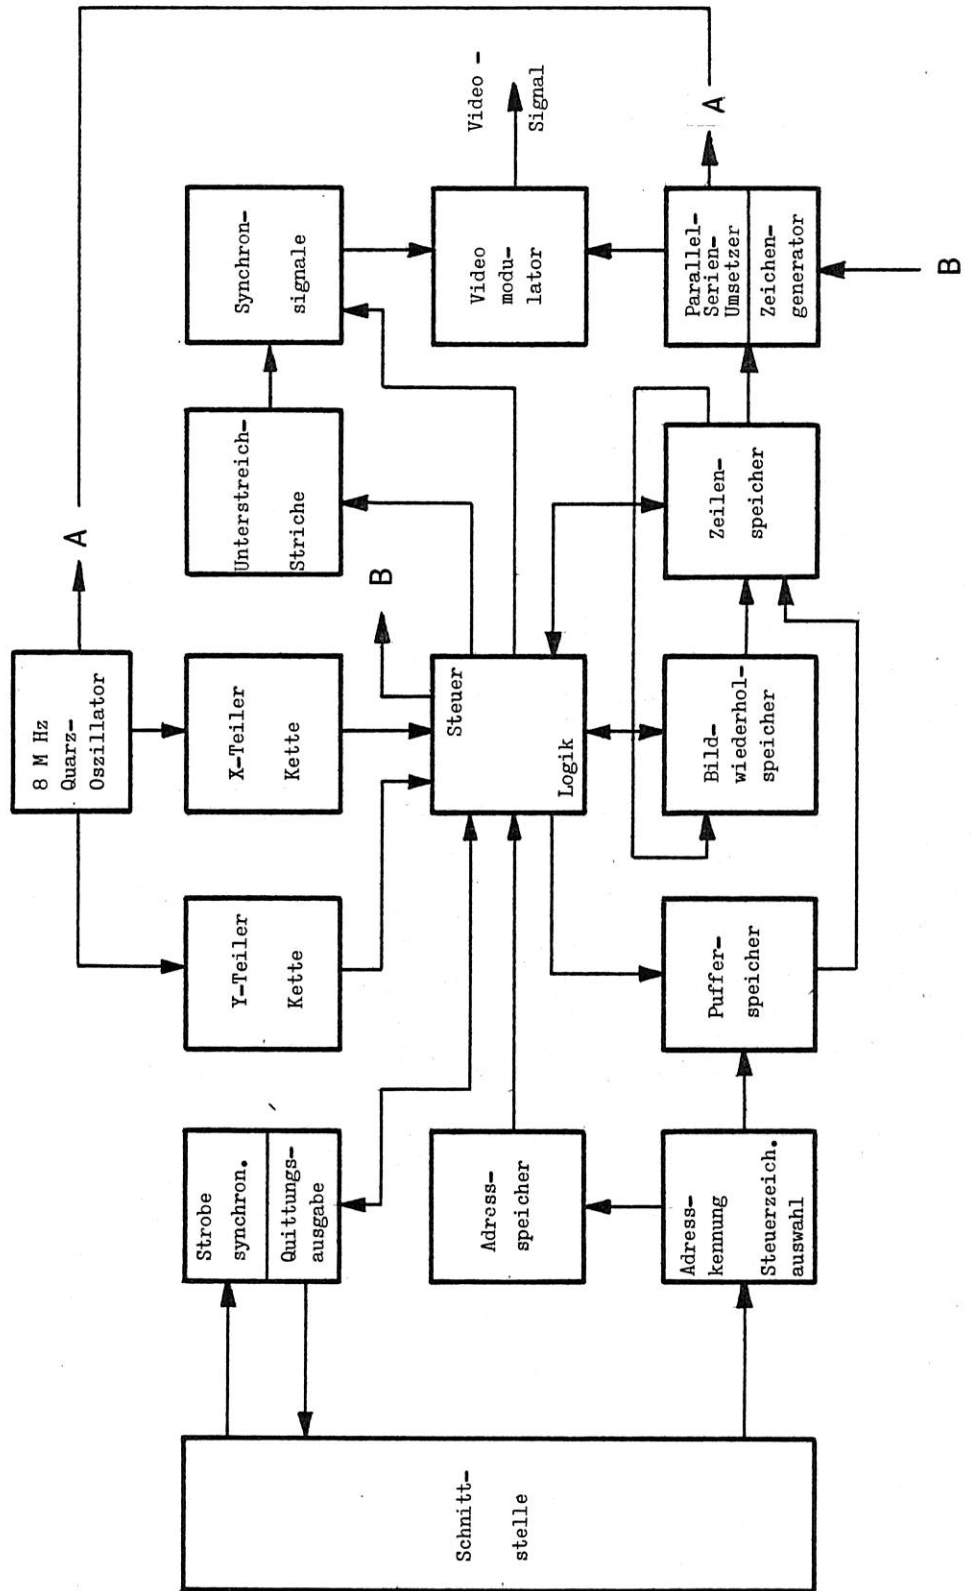 8 M Hz
Quarz-
Oszillator
A
Y-Teiler
Kette
X-Teiler
Kette
Unterstreich-
Striche
Synchron-
signale
Strobe
synchron.
Quittungs-
ausgabe
B
Schnitt-
stelle
Adress-
speicher
Steuer
Logik
Video
modu-
lator
Video -
Signal
Adress-
kennung
Steuerzeich.
auswahl
Puffer-
speicher
Bild-
wiederhol-
speicher
Zeilen-
speicher
Parallel-
Serien-
Umsetzer
Zeichen-
generator
A
B